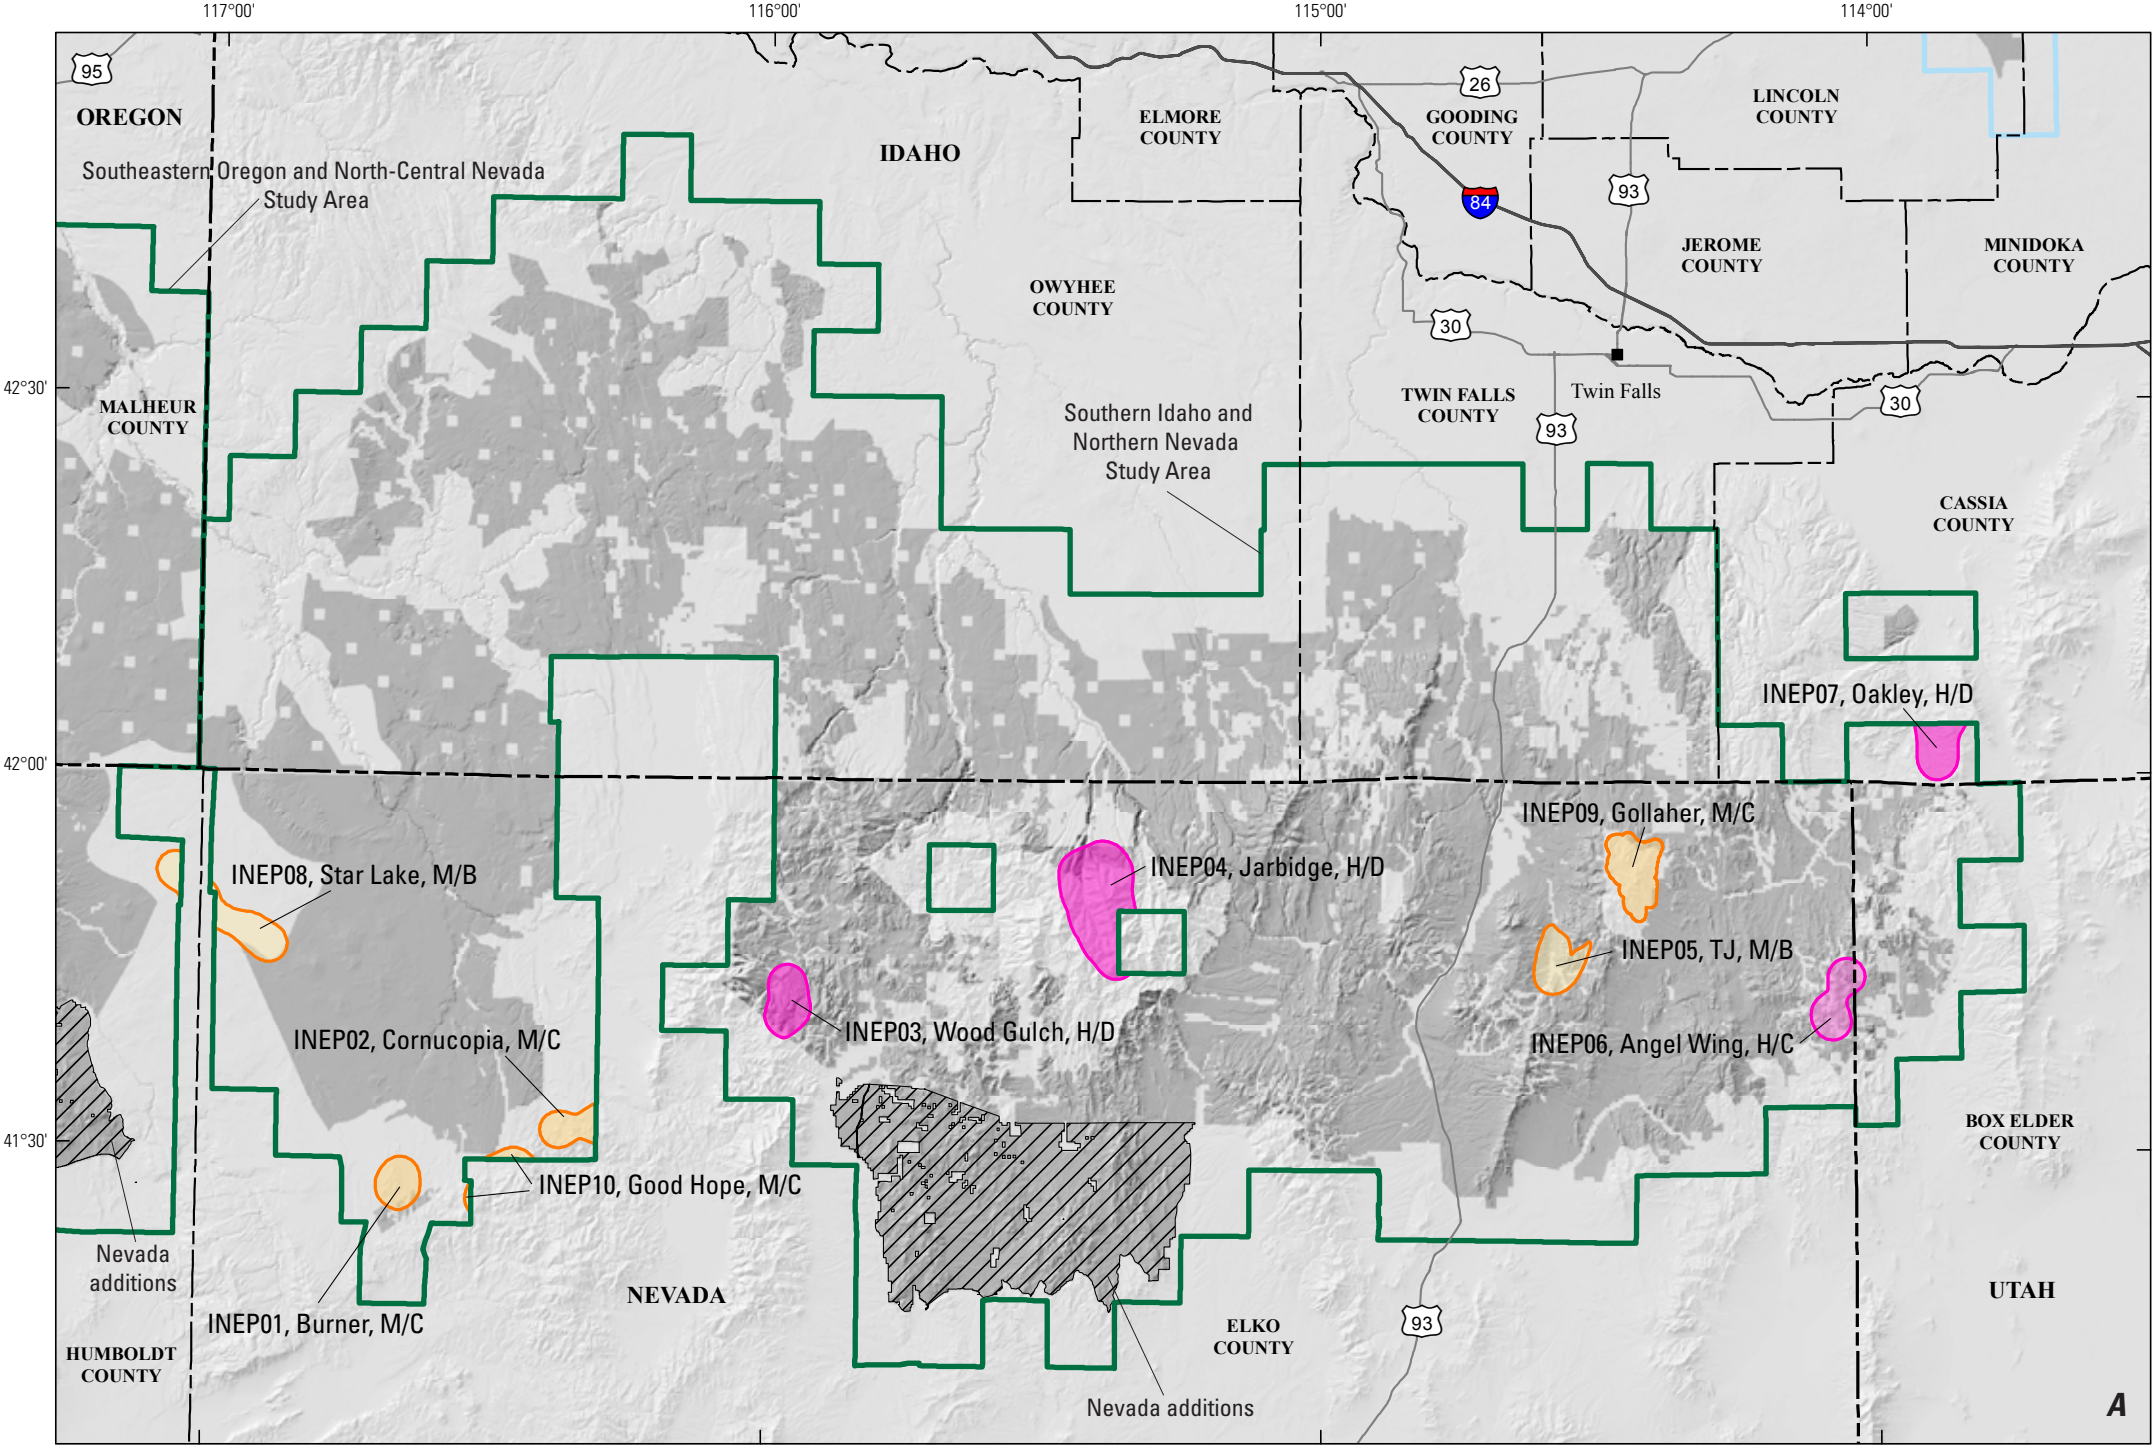 117°00'
116°00'
115°00'
114°00'
95
26
OREGON
IDAHO
ELMORE
COUNTY
GOODING
COUNTY
LINCOLN
COUNTY
Southeastern Oregon and North-Central Nevada
Study Area
84
93
OWYHEE
COUNTY
JEROME
COUNTY
MINIDOKA
COUNTY
30
42°30'
MALHEUR
COUNTY
Southern Idaho and
Northern Nevada
Study Area
TWIN FALLS
COUNTY
Twin Falls
30
93
CASSIA
COUNTY
INEP07, Oakley, H/D
42°00'
INEP09, Gollaher, M/C
INEP08, Star Lake, M/B
INEP04, Jarbidge, H/D
INEP05, TJ, M/B
INEP02, Cornucopia, M/C
INEP03, Wood Gulch, H/D
INEP06, Angel Wing, H/C
41°30'
BOX ELDER
COUNTY
INEP10, Good Hope, M/C
Nevada
additions
NEVADA
UTAH
INEP01, Burner, M/C
93
ELKO
COUNTY
HUMBOLDT
COUNTY
Nevada additions
A